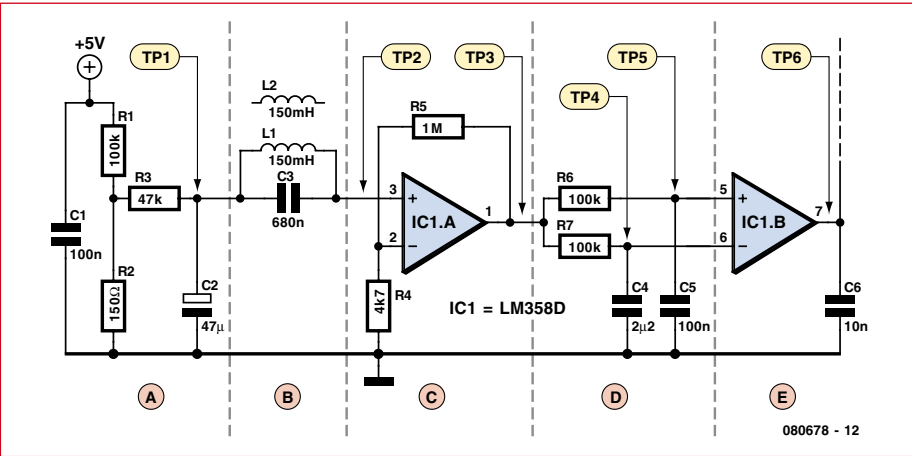 +5V
TP1
TP2
TP3
TP5
TP6
TP4
L2
150mH
L1
150mH
C3
680n
R1
100k
R3
47k
R5
1M
C1
100n
R2
150Ω
C2
47µ
3
+
IC1.A
1
2
−
R4
4k7
IC1 = LM358D
R6
100k
R7
100k
C4
2µ2
C5
100n
5
+
IC1.B
7
6
−
C6
10n
A
B
C
D
E
080678 - 12